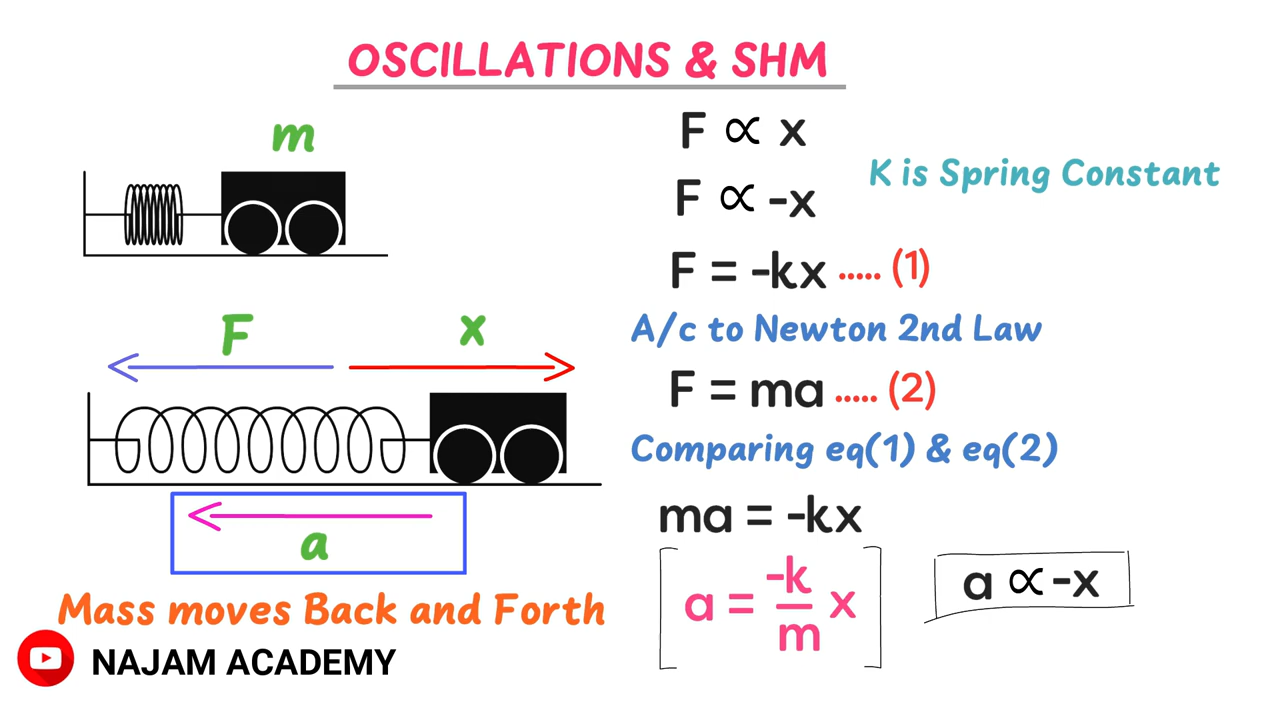 OSCILLATIONS & SHM
m
F ∝ x
K is Spring Constant
F ∝ -x
F = -kx ..... (1)
F
x
A/c to Newton 2nd Law
F = ma ..... (2)
Comparing eq(1) & eq(2)
ma = -kx
a
a = -k/m x
a ∝ -x
Mass moves Back and Forth
NAJAM ACADEMY